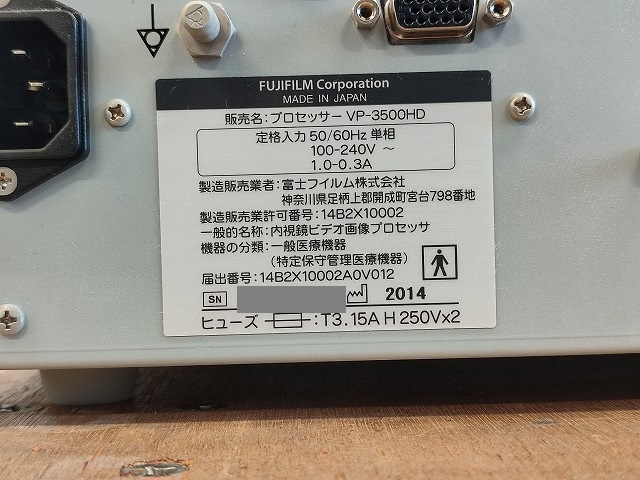 FUJIFILM Corporation
MADE IN JAPAN
販売名：プロセッサー VP-3500HD
定格入力 50/60Hz 単相
100-240V ～
1.0-0.3A
製造販売業者：富士フイルム株式会社
神奈川県足柄上郡開成町宮台798番地
製造販売業許可番号：14B2X10002
一般的名称：内視鏡ビデオ画像プロセッサ
機器の分類：一般医療機器
（特定保守管理医療機器）
届出番号：14B2X10002A0V012
SN 2014
ヒューズ ：T3.15A H 250Vx2